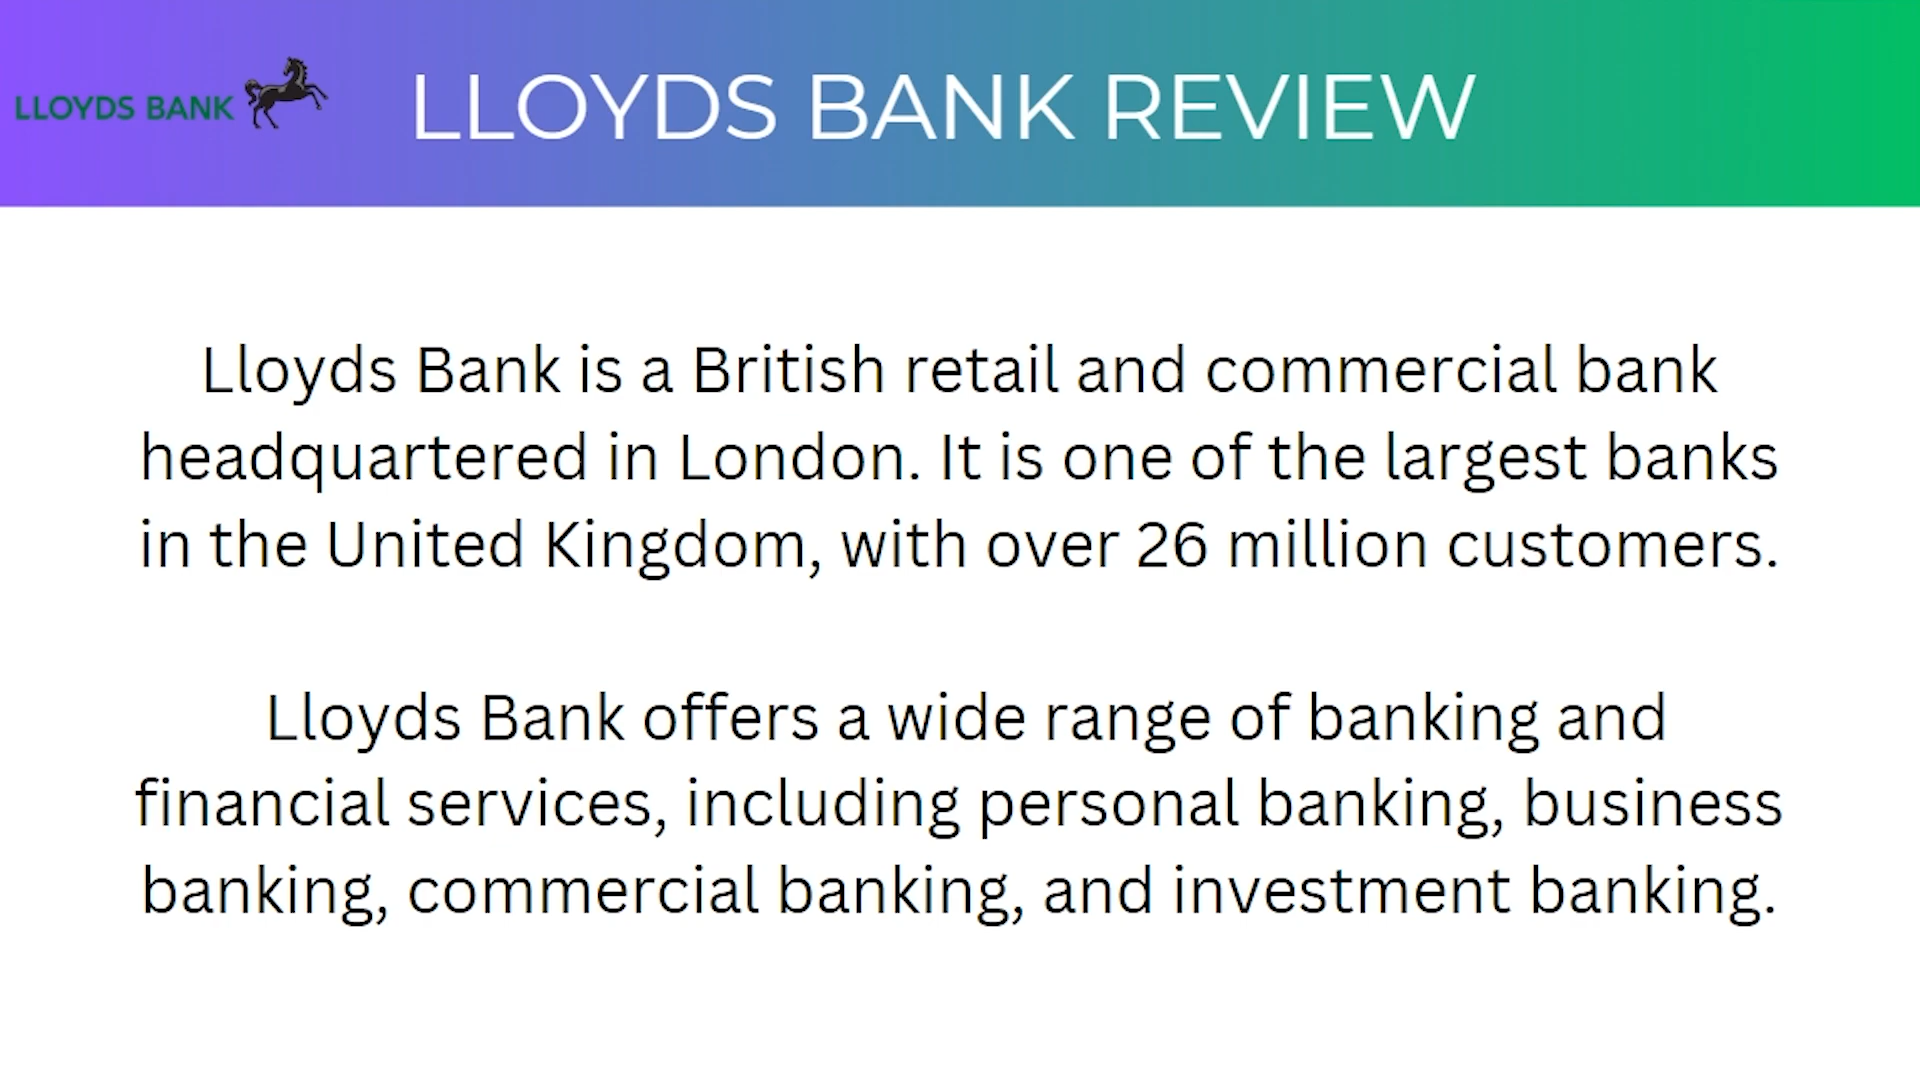 LLOYDS BANK
LLOYDS BANK REVIEW
Lloyds Bank is a British retail and commercial bank
headquartered in London. It is one of the largest banks
in the United Kingdom, with over 26 million customers.
Lloyds Bank offers a wide range of banking and
financial services, including personal banking, business
banking, commercial banking, and investment banking.